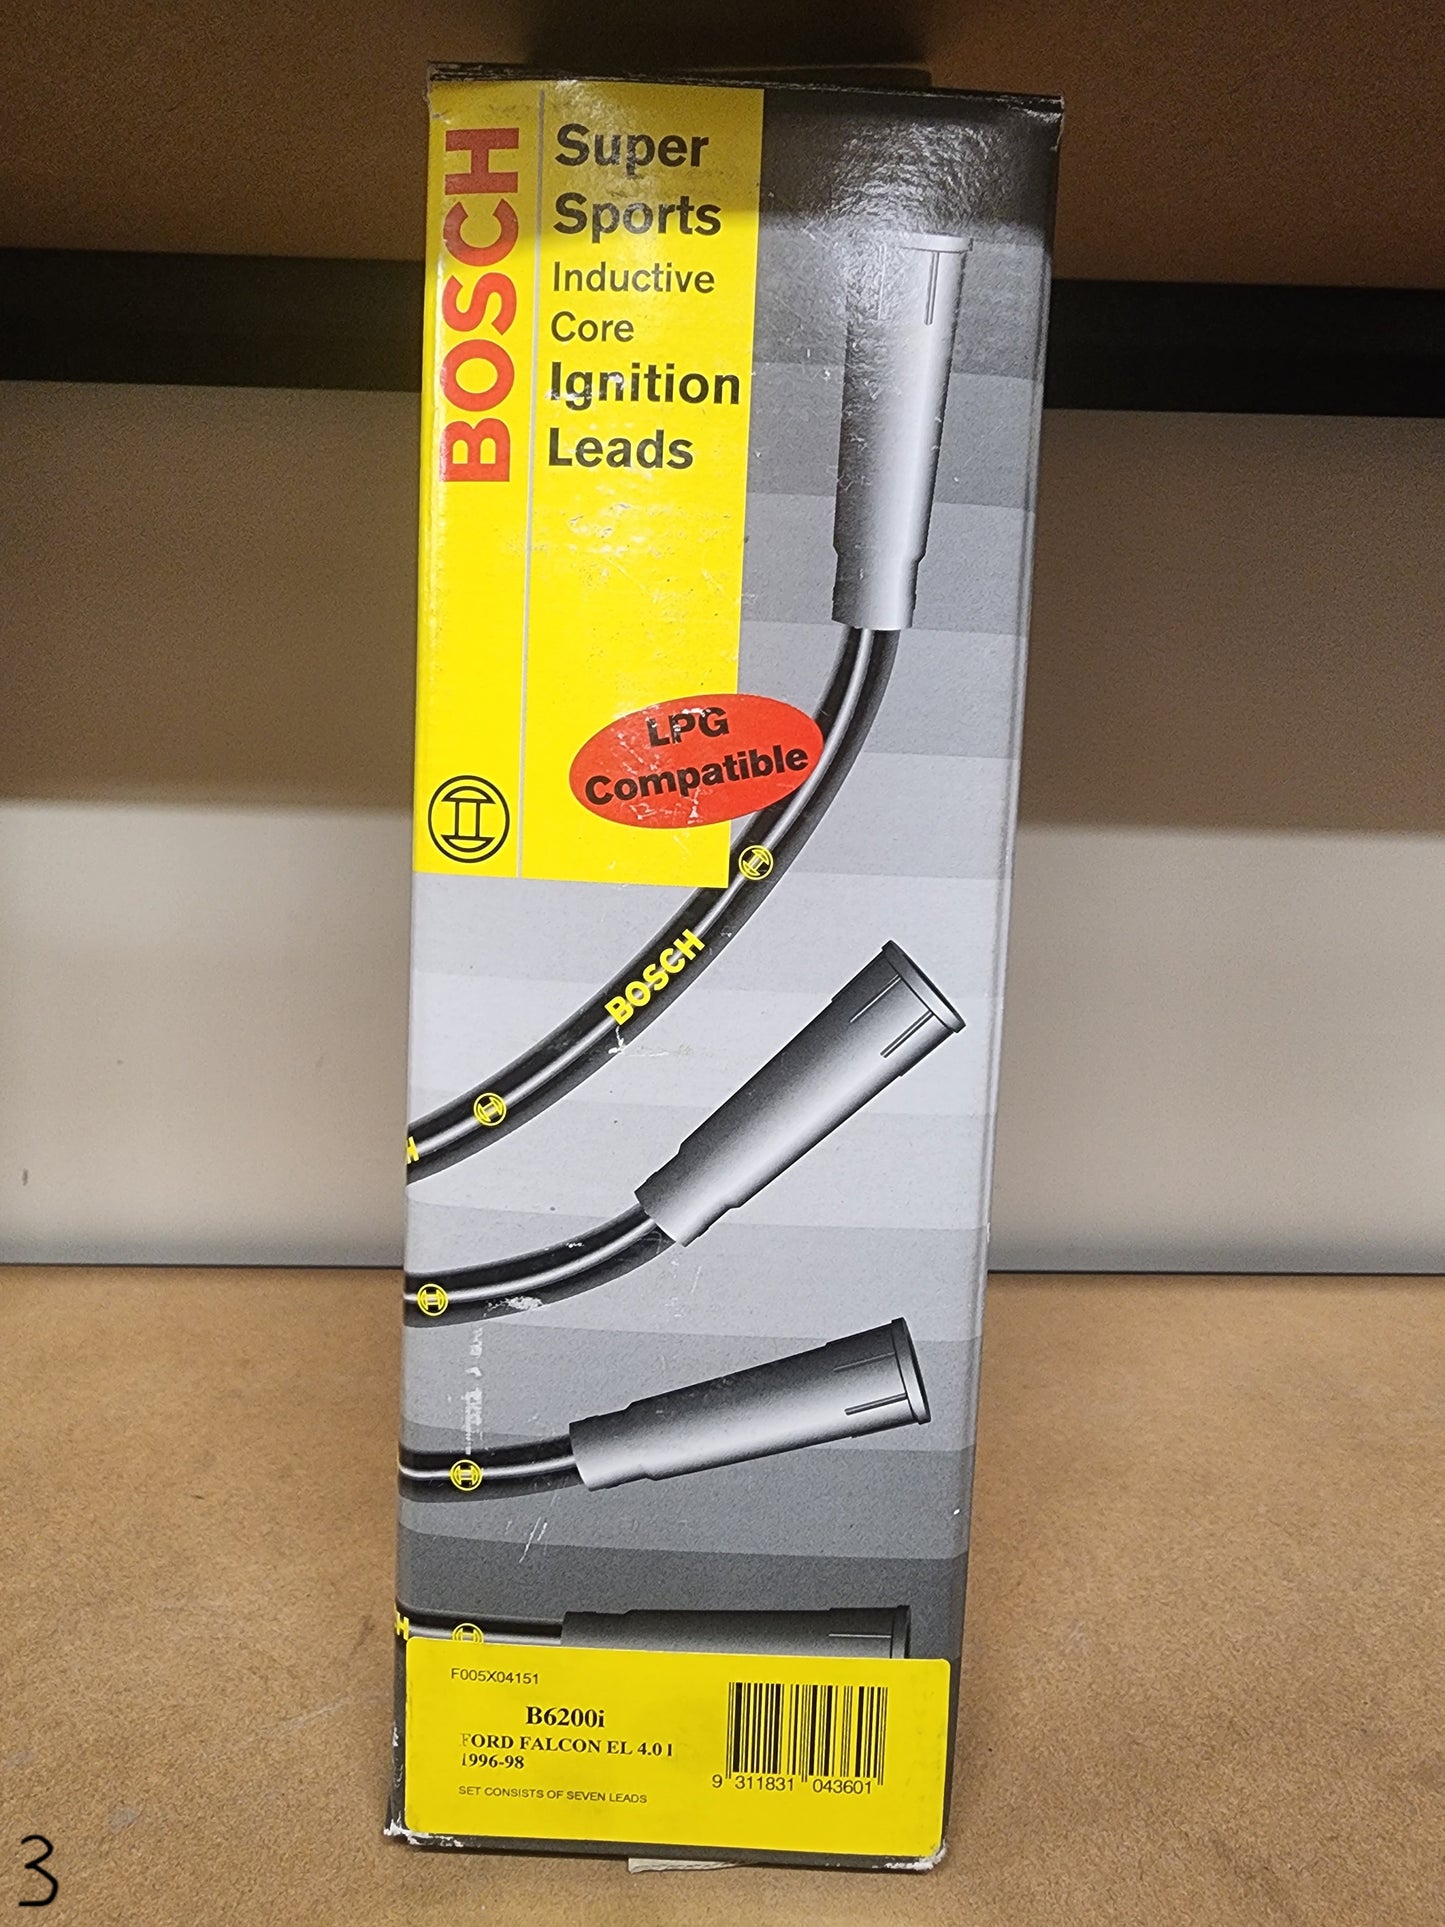 BOSCH
Super
Sports
Inductive
Core
Ignition
Leads
LPG
Compatible
BOSCH
H
H
F005X04151
B6200i
FORD FALCON EL 4.0 l
1996-98
SET CONSISTS OF SEVEN LEADS
9 311831 043601
3